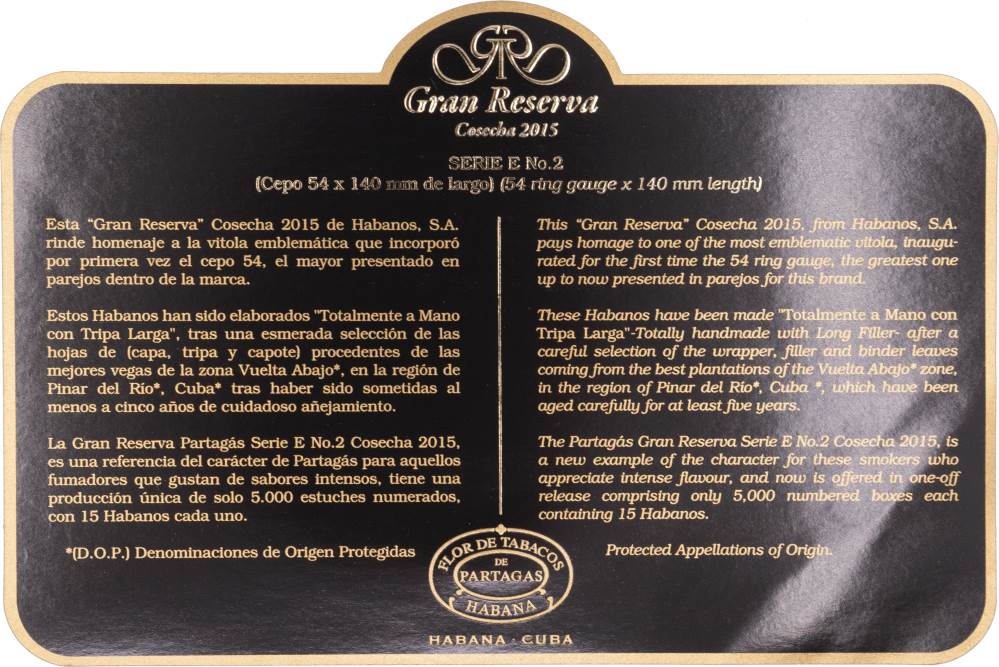 Gran Reserva
Cosecha 2015
SERIE E No.2
(Cepo 54 x 140 mm de largo) (54 ring gauge x 140 mm length)
Esta “Gran Reserva” Cosecha 2015 de Habanos, S.A.
rinde homenaje a la vitola emblemática que incorporó
por primera vez el cepo 54, el mayor presentado en
parejos dentro de la marca.
Estos Habanos han sido elaborados "Totalmente a Mano
con Tripa Larga", tras una esmerada selección de las
hojas de (capa, tripa y capote) procedentes de las
mejores vegas de la zona Vuelta Abajo*, en la región de
Pinar del Río*, Cuba* tras haber sido sometidas al
menos a cinco años de cuidadoso añejamiento.
La Gran Reserva Partagás Serie E No.2 Cosecha 2015,
es una referencia del carácter de Partagás para aquellos
fumadores que gustan de sabores intensos, tiene una
producción única de solo 5.000 estuches numerados,
con 15 Habanos cada uno.
*(D.O.P.) Denominaciones de Origen Protegidas
This “Gran Reserva” Cosecha 2015, from Habanos, S.A.
pays homage to one of the most emblematic vitola, inaugu-
rated for the first time the 54 ring gauge, the greatest one
up to now presented in parejos for this brand.
These Habanos have been made "Totalmente a Mano con
Tripa Larga"-Totally handmade with Long Filler- after a
careful selection of the wrapper, filler and binder leaves
coming from the best plantations of the Vuelta Abajo* zone,
in the region of Pinar del Río*, Cuba *, which have been
aged carefully for at least five years.
The Partagás Gran Reserva Serie E No.2 Cosecha 2015, is
a new example of the character for these smokers who
appreciate intense flavour, and now is offered in one-off
release comprising only 5,000 numbered boxes each
containing 15 Habanos.
Protected Appellations of Origin.
FLOR DE TABACOS
DE
PARTAGAS
HABANA
HABANA · CUBA